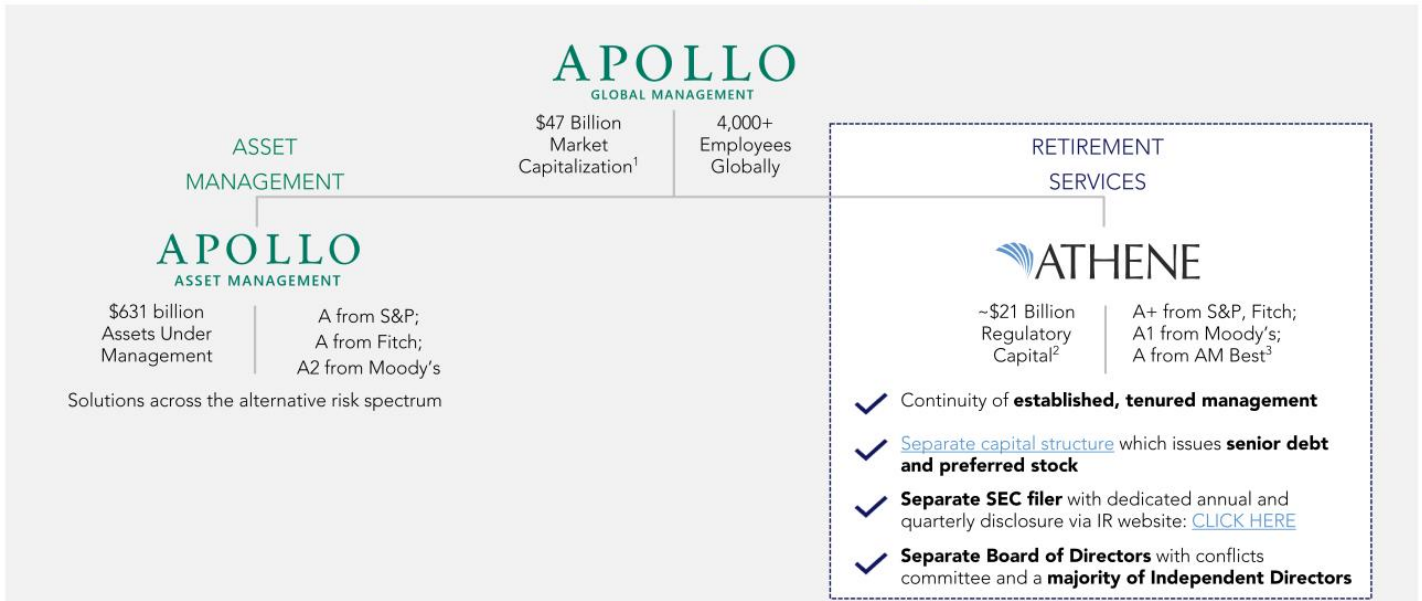 APOLLO
GLOBAL MANAGEMENT
$47 Billion
Market
Capitalization¹
4,000+
Employees
Globally
ASSET
MANAGEMENT
APOLLO
ASSET MANAGEMENT
$631 billion
Assets Under
Management
A from S&P;
A from Fitch;
A2 from Moody's
Solutions across the alternative risk spectrum
RETIREMENT
SERVICES
ATHENE
~$21 Billion
Regulatory
Capital²
A+ from S&P, Fitch;
A1 from Moody's;
A from AM Best³
Continuity of established, tenured management
Separate capital structure which issues senior debt
and preferred stock
Separate SEC filer with dedicated annual and
quarterly disclosure via IR website: CLICK HERE
Separate Board of Directors with conflicts
committee and a majority of Independent Directors